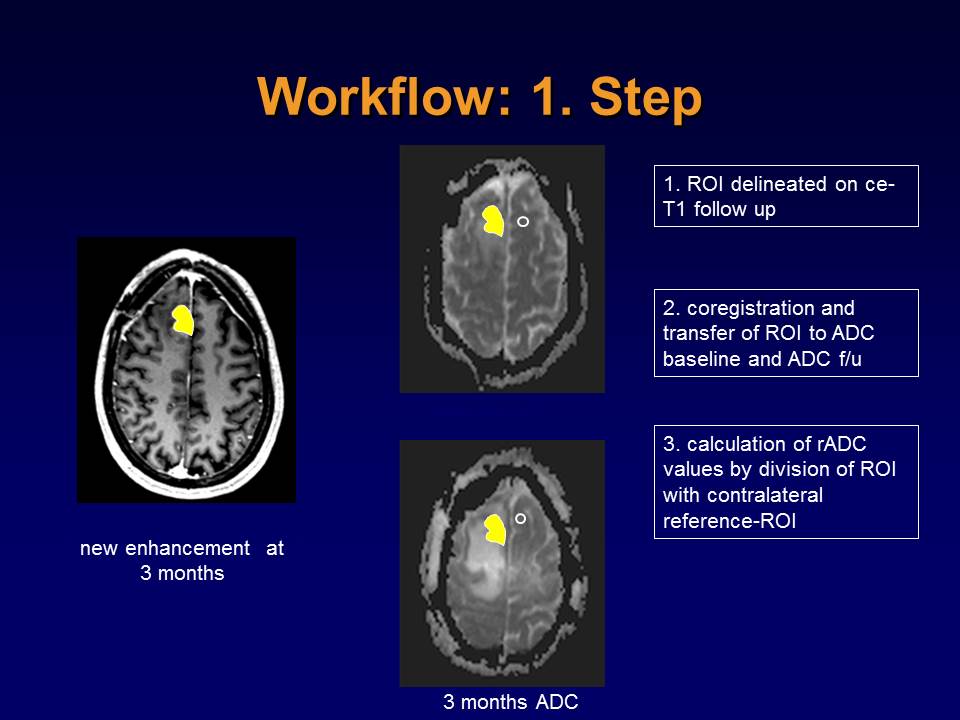 Workflow: 1. Step
1. ROI delineated on ce-
T1 follow up
2. coregistration and
transfer of ROI to ADC
baseline and ADC f/u
3. calculation of rADC
values by division of ROI
with contralateral
reference-ROI
new enhancement at
3 months
3 months ADC